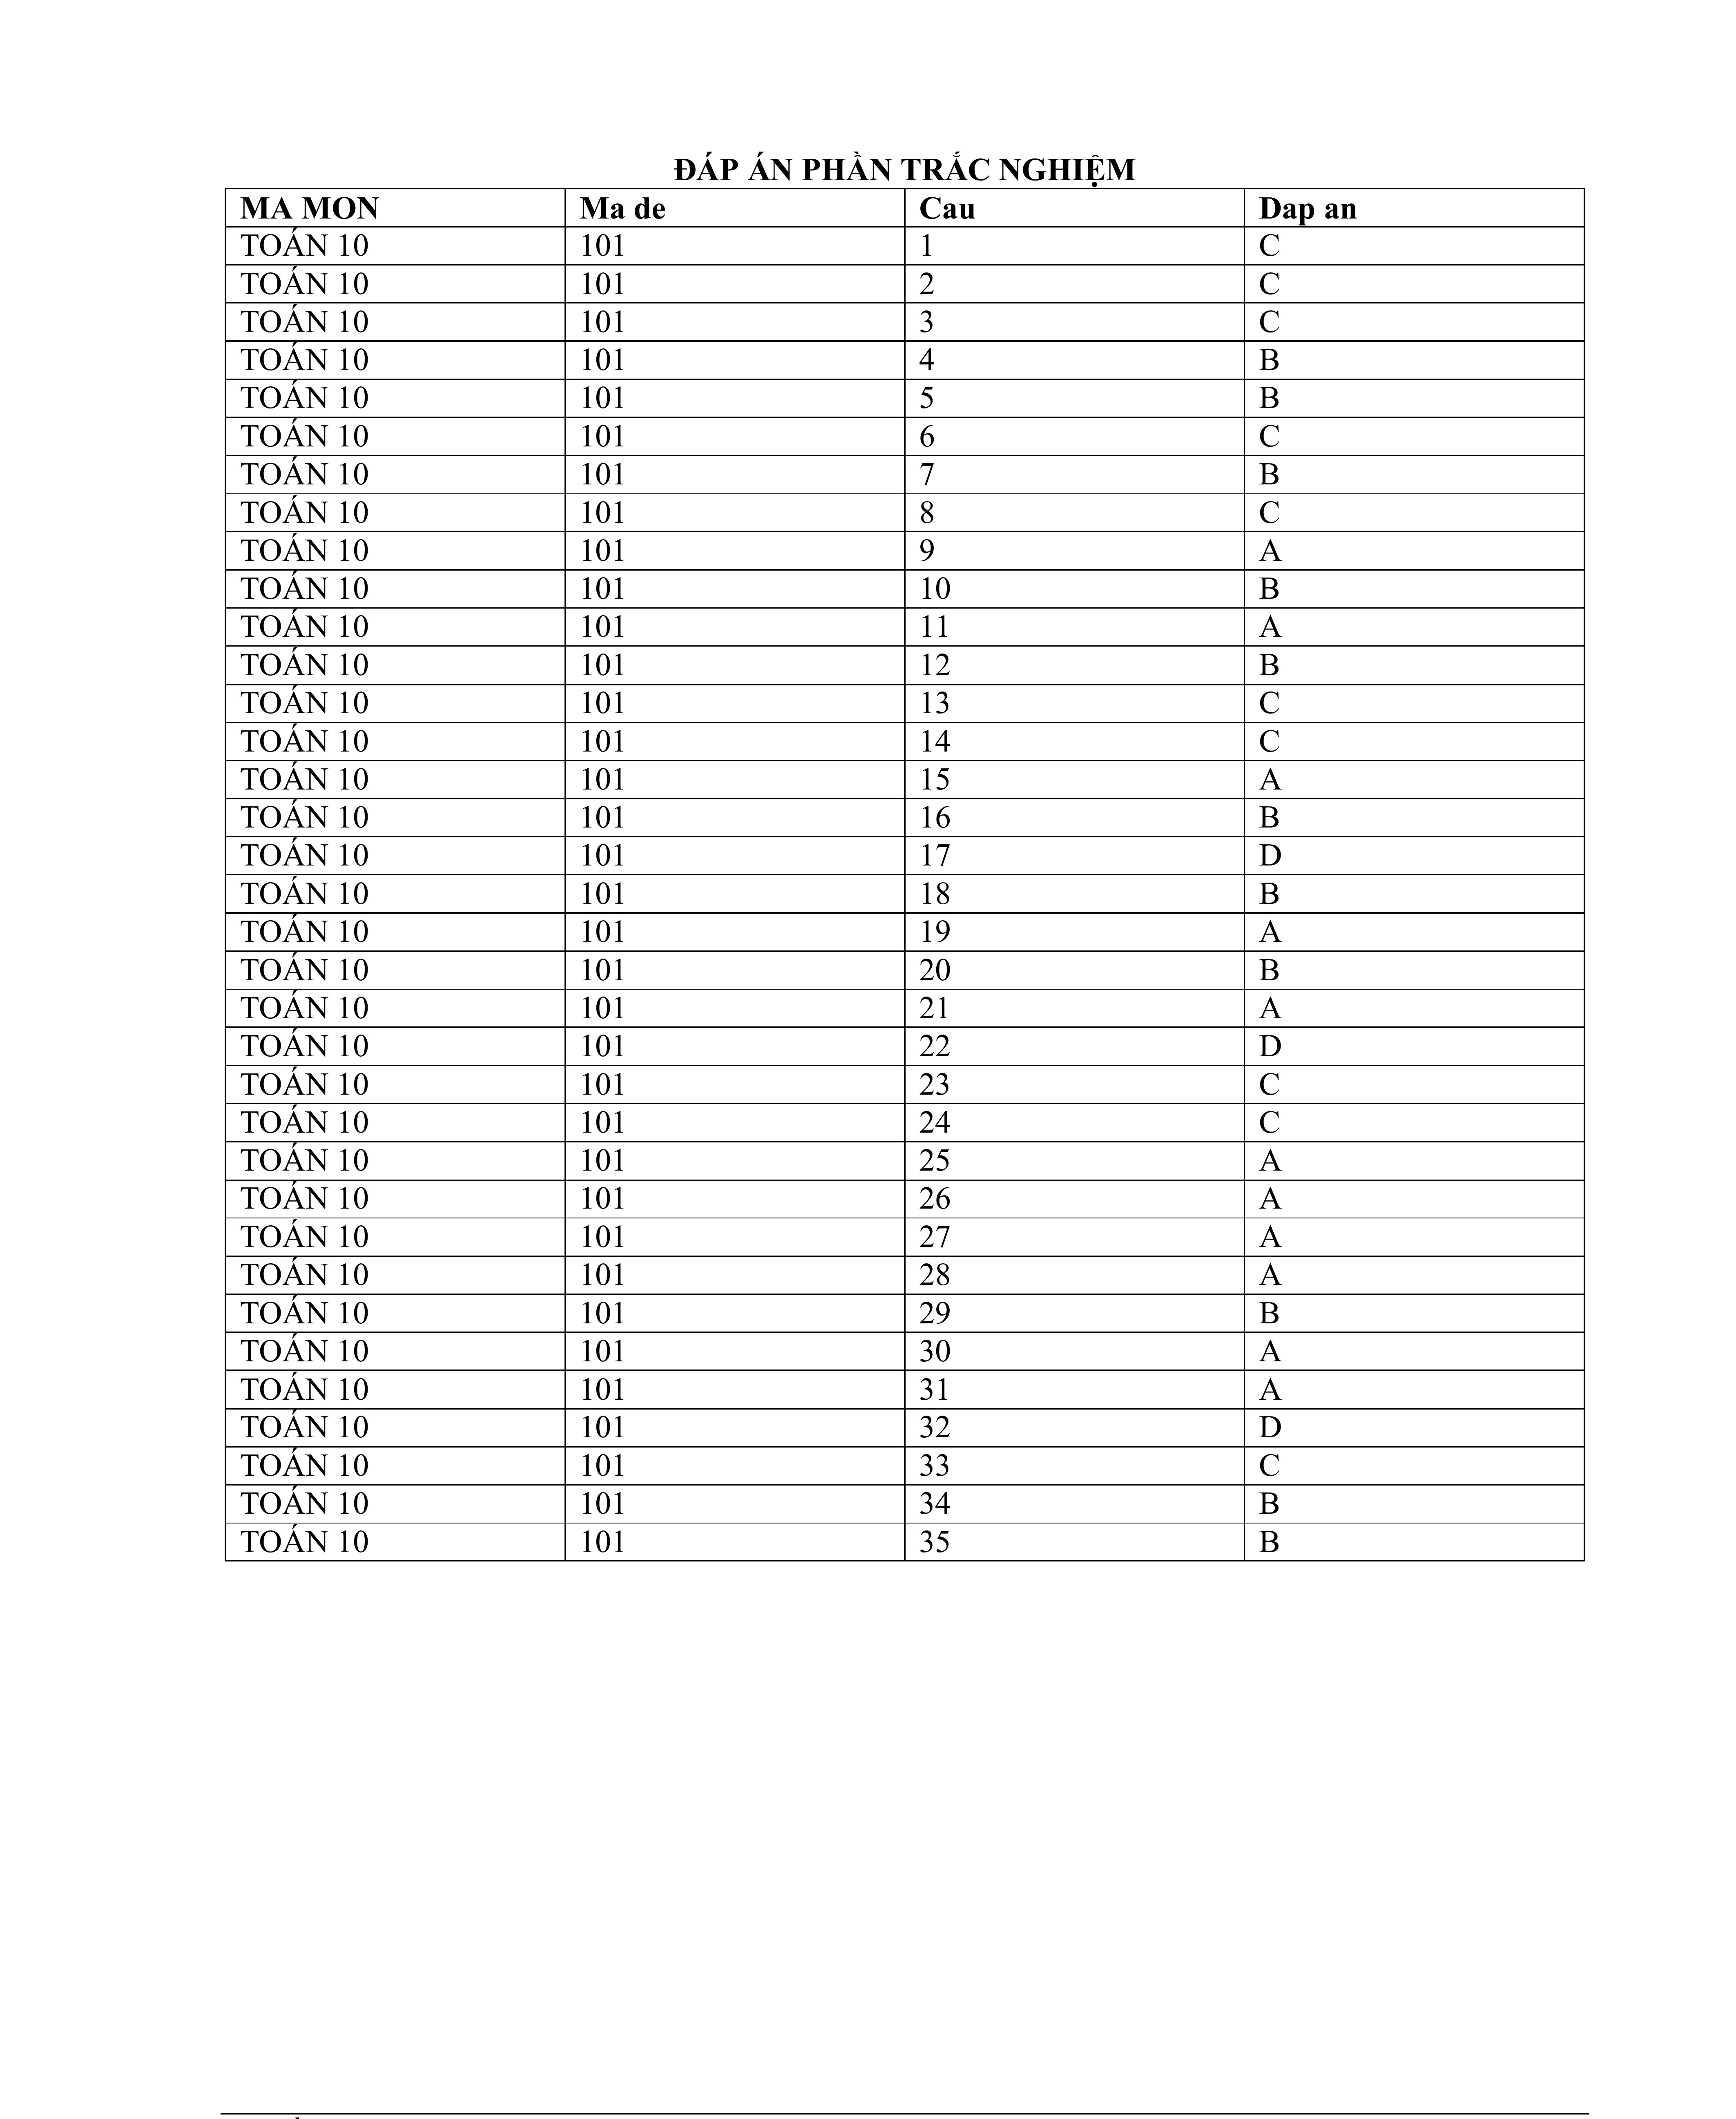 ĐÁP ÁN PHẦN TRẮC NGHIỆM
MA MON Ma de Cau Dap an
TOÁN 10 101 1 C
TOÁN 10 101 2 C
TOÁN 10 101 3 C
TOÁN 10 101 4 B
TOÁN 10 101 5 B
TOÁN 10 101 6 C
TOÁN 10 101 7 B
TOÁN 10 101 8 C
TOÁN 10 101 9 A
TOÁN 10 101 10 B
TOÁN 10 101 11 A
TOÁN 10 101 12 B
TOÁN 10 101 13 C
TOÁN 10 101 14 C
TOÁN 10 101 15 A
TOÁN 10 101 16 B
TOÁN 10 101 17 D
TOÁN 10 101 18 B
TOÁN 10 101 19 A
TOÁN 10 101 20 B
TOÁN 10 101 21 A
TOÁN 10 101 22 D
TOÁN 10 101 23 C
TOÁN 10 101 24 C
TOÁN 10 101 25 A
TOÁN 10 101 26 A
TOÁN 10 101 27 A
TOÁN 10 101 28 A
TOÁN 10 101 29 B
TOÁN 10 101 30 A
TOÁN 10 101 31 A
TOÁN 10 101 32 D
TOÁN 10 101 33 C
TOÁN 10 101 34 B
TOÁN 10 101 35 B